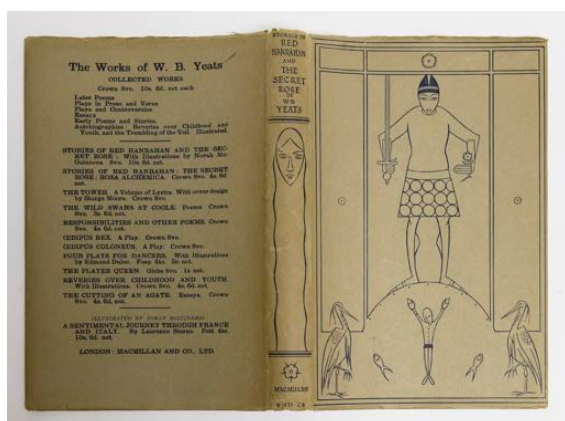 The Works of W. B. Yeats
COLLECTED WORKS
Crown 8vo. 10s. 6d. net each
Later Poems
Plays in Prose and Verse
Plays and Controversies
Essays
Early Poems and Stories.
Autobiographies: Reveries over Childhood and
Youth, and the Trembling of the Veil. Illustrated.
STORIES OF RED HANRAHAN AND THE SEC-
RET ROSE: With Illustrations by Norah Mc-
Guinness. 8vo. 10s. 6d. net.
STORIES OF RED HANRAHAN: THE SECRET
ROSE: ROSA ALCHEMICA. Crown 8vo. 4s. 6d.
net.
THE TOWER. A Volume of Lyrics. With cover design
by Sturge Moore. Crown 8vo.
THE WILD SWANS AT COOLE. Poems. Crown
8vo. 5s. 6d. net.
RESPONSIBILITIES AND OTHER POEMS. Crown
8vo. 4s. 6d. net.
ŒDIPUS REX. A Play. Crown 8vo.
ŒDIPUS COLONEUS. A Play. Crown 8vo.
FOUR PLAYS FOR DANCERS. With Illustrations
by Edmund Dulac. Fcap 4to. net.
THE PLAYER QUEEN. Globe 8vo. 1s. net.
REVERIES OVER CHILDHOOD AND YOUTH.
With Illustrations. Crown 8vo. 4s. 6d. net.
THE CUTTING OF AN AGATE. Essays. Crown
8vo. 4s. 6d. net.
ILLUSTRATED BY NORAH MCGUINNESS
A SENTIMENTAL JOURNEY THROUGH FRANCE
AND ITALY. By Laurence Sterne. Pott 4to.
10s. 6d. net.
LONDON: MACMILLAN AND CO., LTD.
STORIES OF
RED
HANRAHAN
AND
THE
SECRET
ROSE
BY
W·B·
YEATS
MACMILLAN
& CO